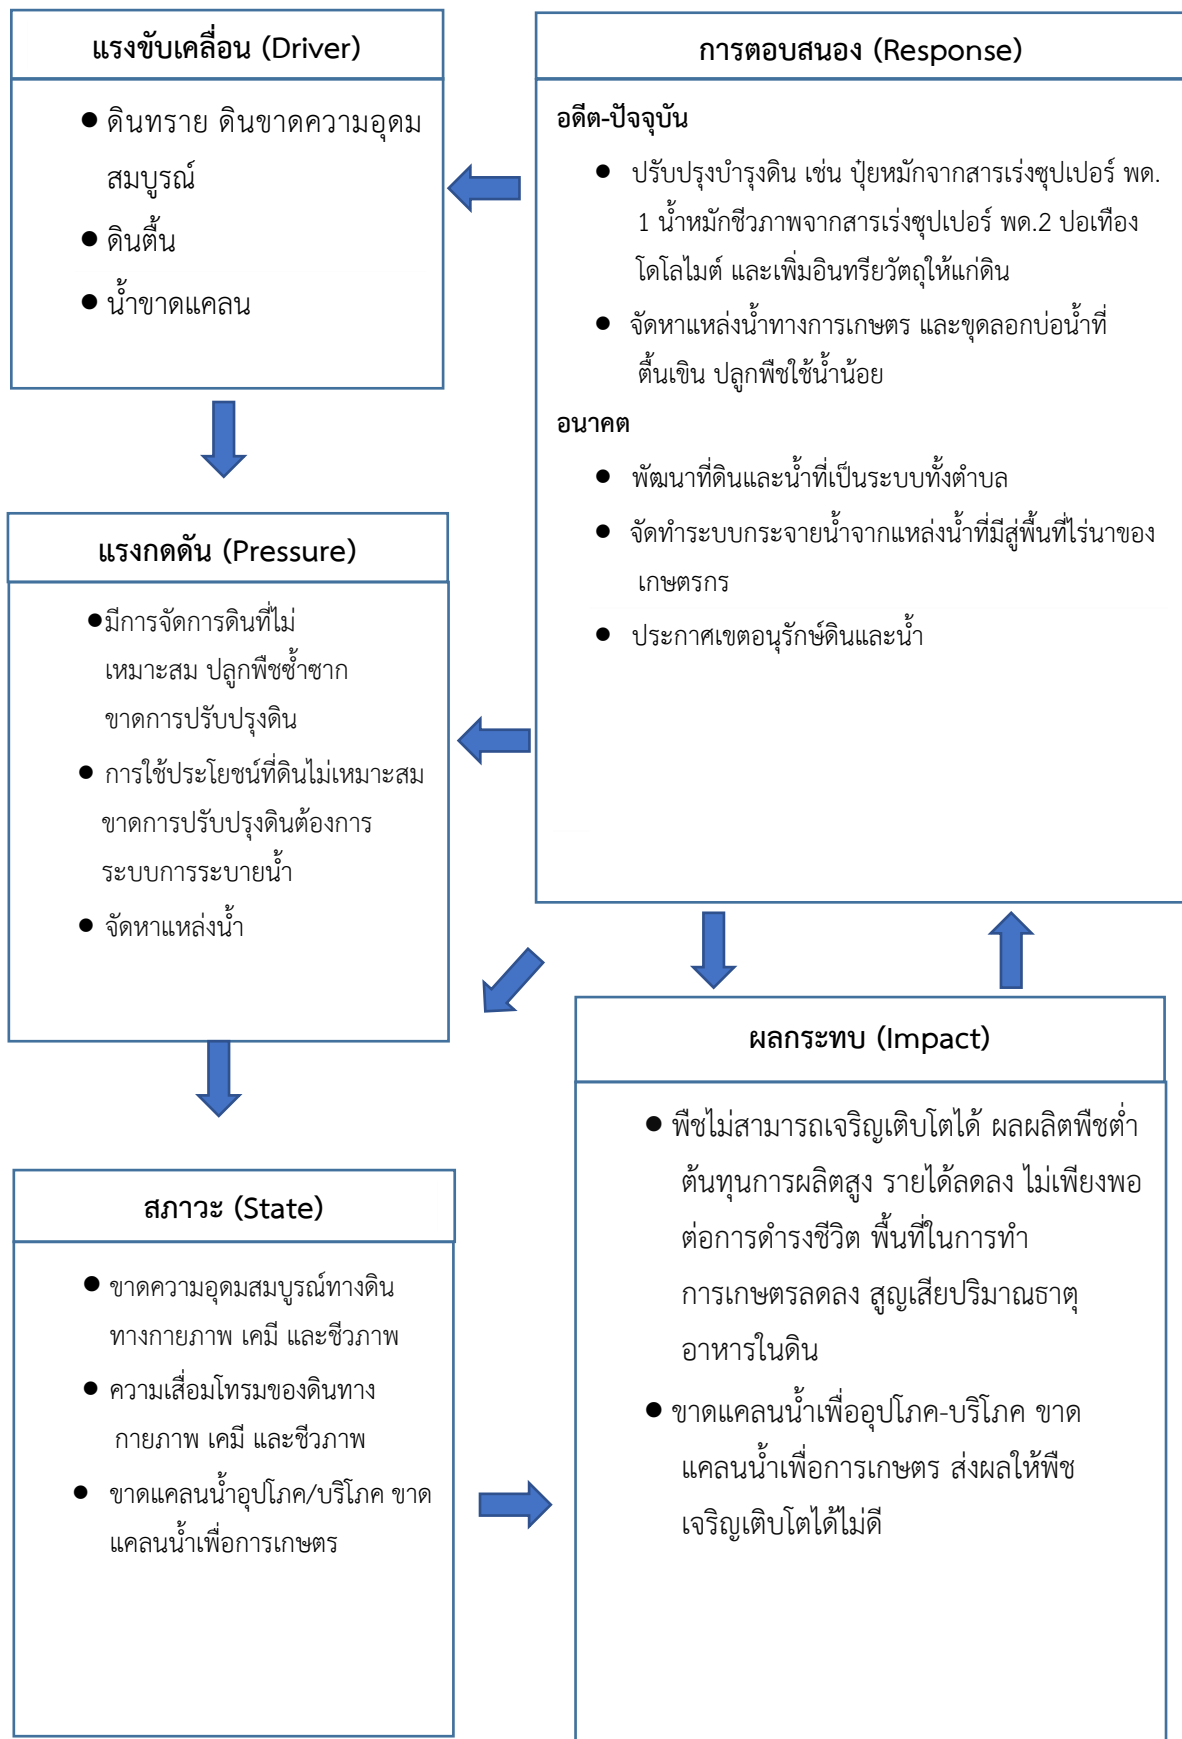 แรงขับเคลื่อน (Driver)
● ดินทราย ดินขาดความอุดม
สมบูรณ์
● ดินตื้น
● น้ำขาดแคลน
การตอบสนอง (Response)
อดีต-ปัจจุบัน
● ปรับปรุงบำรุงดิน เช่น ปุ๋ยหมักจากสารเร่งซุปเปอร์ พด.
1 น้ำหมักชีวภาพจากสารเร่งซุปเปอร์ พด.2 ปอเทือง
โดโลไมต์ และเพิ่มอินทรียวัตถุให้แก่ดิน
● จัดหาแหล่งน้ำทางการเกษตร และขุดลอกบ่อน้ำที่
ตื้นเขิน ปลูกพืชใช้น้ำน้อย
อนาคต
● พัฒนาที่ดินและน้ำที่เป็นระบบทั้งตำบล
● จัดทำระบบกระจายน้ำจากแหล่งน้ำที่มีสู่พื้นที่ไร่นาของ
เกษตรกร
● ประกาศเขตอนุรักษ์ดินและน้ำ
แรงกดดัน (Pressure)
●มีการจัดการดินที่ไม่
เหมาะสม ปลูกพืชซ้ำซาก
ขาดการปรับปรุงดิน
● การใช้ประโยชน์ที่ดินไม่เหมาะสม
ขาดการปรับปรุงดินต้องการ
ระบบการระบายน้ำ
● จัดหาแหล่งน้ำ
สภาวะ (State)
● ขาดความอุดมสมบูรณ์ทางดิน
ทางกายภาพ เคมี และชีวภาพ
● ความเสื่อมโทรมของดินทาง
กายภาพ เคมี และชีวภาพ
● ขาดแคลนน้ำอุปโภค/บริโภค ขาด
แคลนน้ำเพื่อการเกษตร
ผลกระทบ (Impact)
● พืชไม่สามารถเจริญเติบโตได้ ผลผลิตพืชต่ำ
ต้นทุนการผลิตสูง รายได้ลดลง ไม่เพียงพอ
ต่อการดำรงชีวิต พื้นที่ในการทำ
การเกษตรลดลง สูญเสียปริมาณธาตุ
อาหารในดิน
● ขาดแคลนน้ำเพื่ออุปโภค-บริโภค ขาด
แคลนน้ำเพื่อการเกษตร ส่งผลให้พืช
เจริญเติบโตได้ไม่ดี